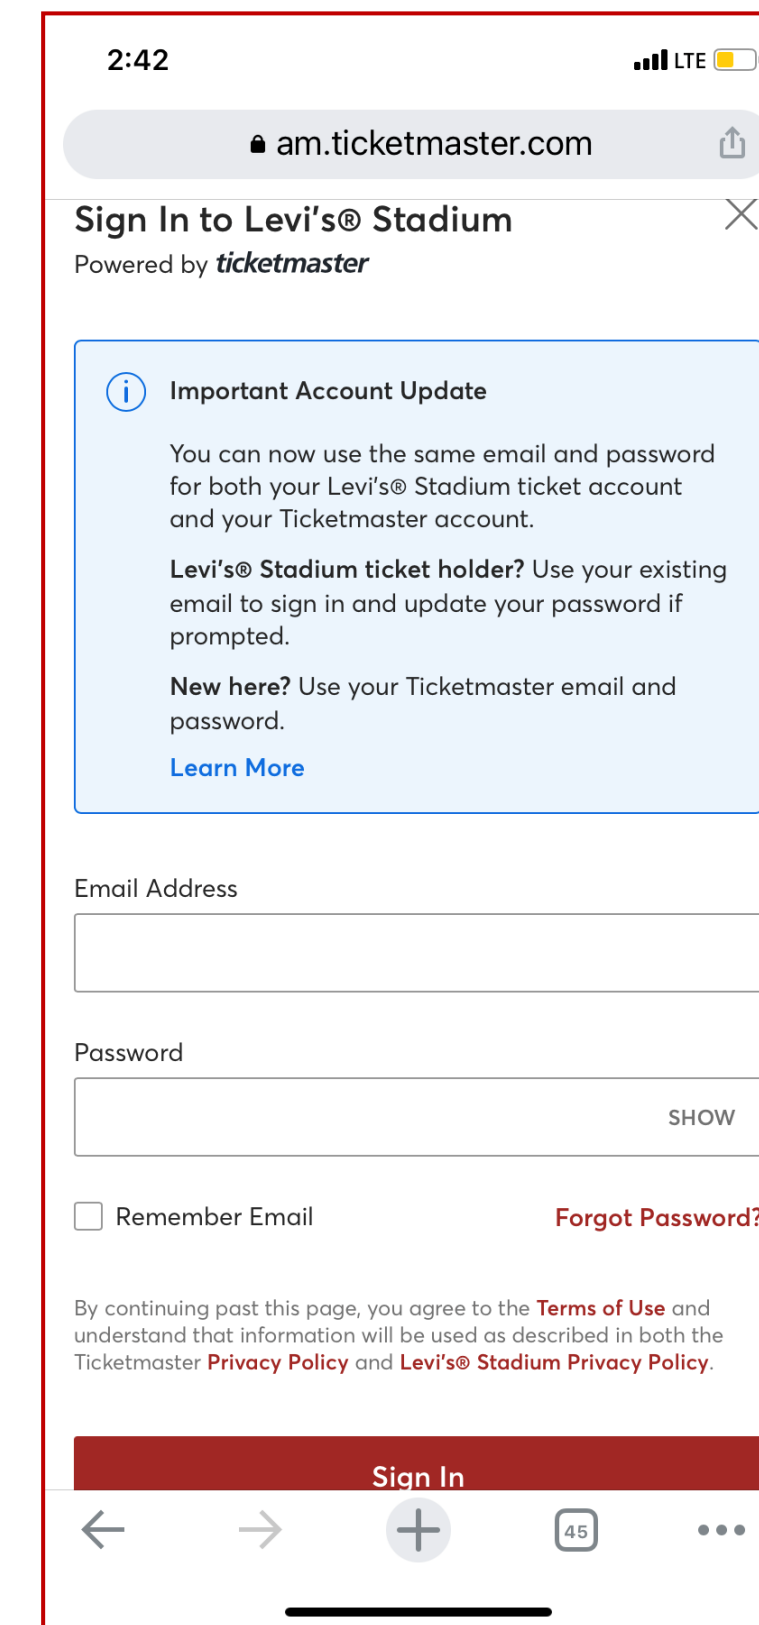 2:42
LTE
am.ticketmaster.com
Sign In to Levi's® Stadium
Powered by ticketmaster
Important Account Update
You can now use the same email and password
for both your Levi's® Stadium ticket account
and your Ticketmaster account.
Levi's® Stadium ticket holder? Use your existing
email to sign in and update your password if
prompted.
New here? Use your Ticketmaster email and
password.
Learn More
Email Address
Password
SHOW
Remember Email
Forgot Password?
By continuing past this page, you agree to the Terms of Use and
understand that information will be used as described in both the
Ticketmaster Privacy Policy and Levi's® Stadium Privacy Policy.
Sign In
45